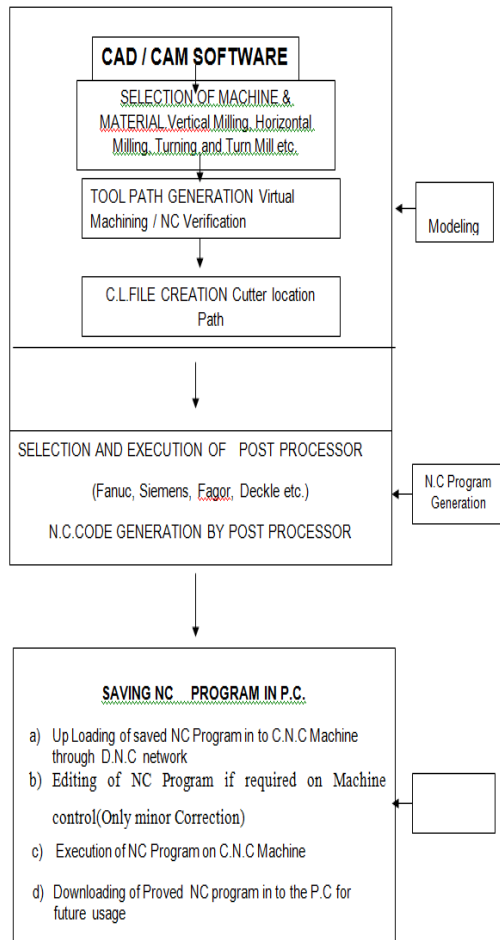 CAD / CAM SOFTWARE
SELECTION OF MACHINE &
MATERIAL.Vertical Milling, Horizontal
Milling, Turning and Turn Mill etc.
TOOL PATH GENERATION Virtual
Machining / NC Verification
Modeling
C.L.FILE CREATION Cutter location
Path
SELECTION AND EXECUTION OF POST PROCESSOR
(Fanuc, Siemens, Fagor, Deckle etc.)
N.C.CODE GENERATION BY POST PROCESSOR
N.C Program
Generation
SAVING NC PROGRAM IN P.C.
a) Up Loading of saved NC Program in to C.N.C Machine
through D.N.C network
b) Editing of NC Program if required on Machine
control(Only minor Correction)
c) Execution of NC Program on C.N.C Machine
d) Downloading of Proved NC program in to the P.C for
future usage